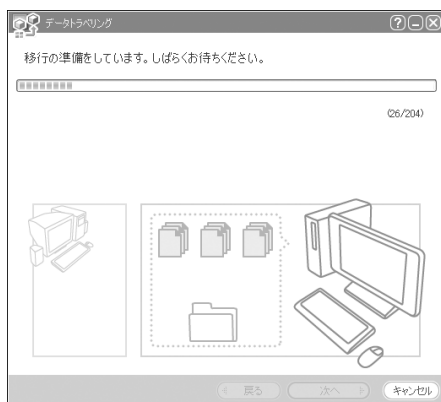 データトラベリング
移行の準備をしています。しばらくお待ちください。
(26/204)
戻る
次へ
キャンセル